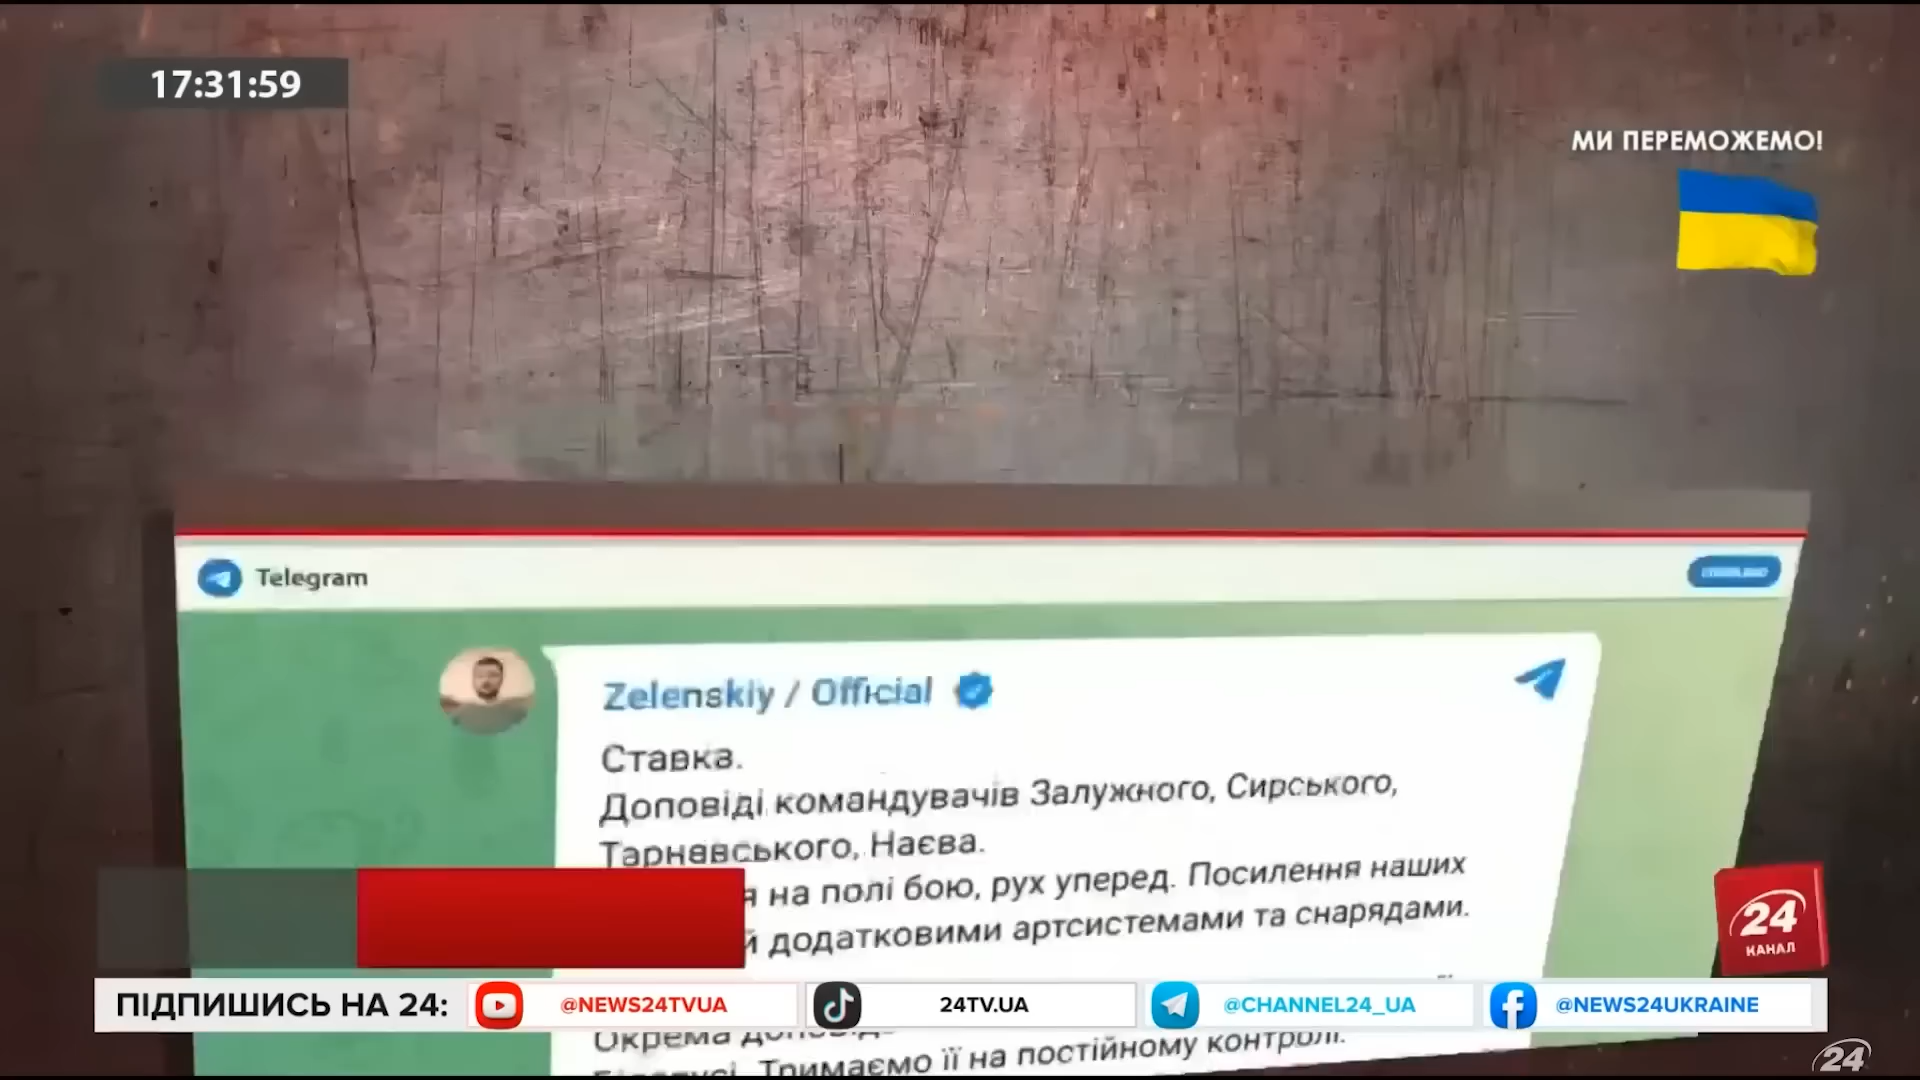 17:31:59
МИ ПЕРЕМОЖЕМО!
Telegram
Zelenskiy / Official
Ставка.
Доповіді командувачів Залужного, Сирського,
Тарнавського, Наєва.
я на полі бою, рух уперед. Посилення наших
й додатковими артсистемами та снарядами.
24
КАНАЛ
ПІДПИШИСЬ НА 24:
@NEWS24TVUA
24TV.UA
@CHANNEL24_UA
@NEWS24UKRAINE
Окрема
Тримаємо її на постійному контролі.
24